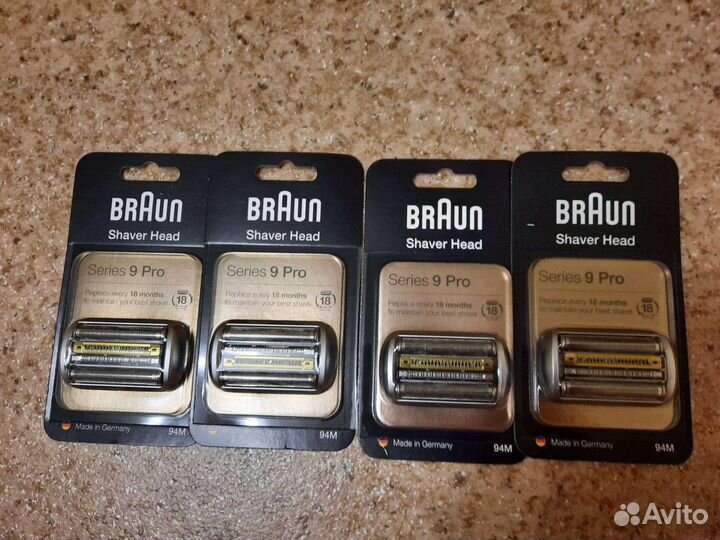 BRAUN
Shaver Head
Series 9 Pro
Replace every 18 months
to maintain your best shave
18
Made in Germany
94M
BRAUN
Shaver Head
Series 9 Pro
Replace every 18 months
to maintain your best shave
18
Made in Germany
94M
BRAUN
Shaver Head
Series 9 Pro
Replace every 18 months
to maintain your best shave
18
Made in Germany
94M
BRAUN
Shaver Head
Series 9 Pro
Replace every 18 months
to maintain your best shave
18
Made in Germany
94M
Avito